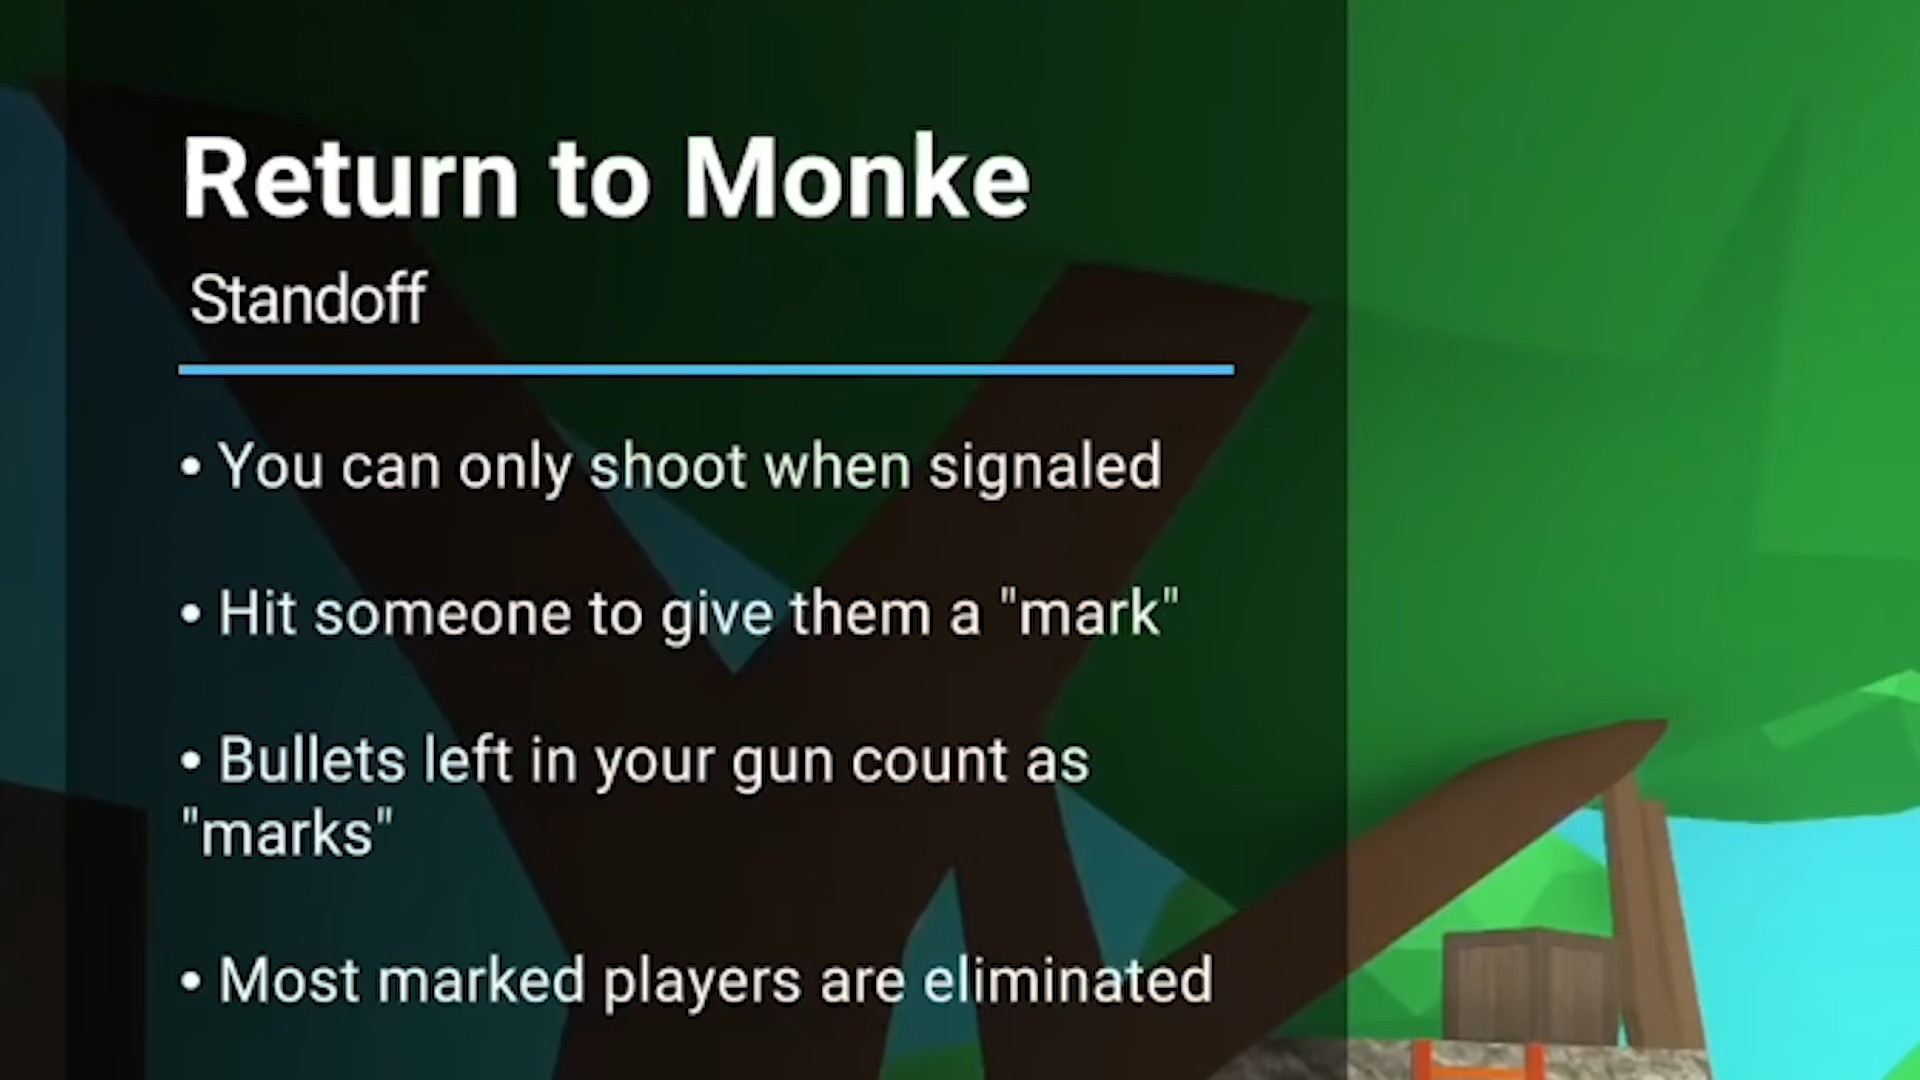 Return to Monke
Standoff
• You can only shoot when signaled
• Hit someone to give them a "mark"
• Bullets left in your gun count as
"marks"
• Most marked players are eliminated